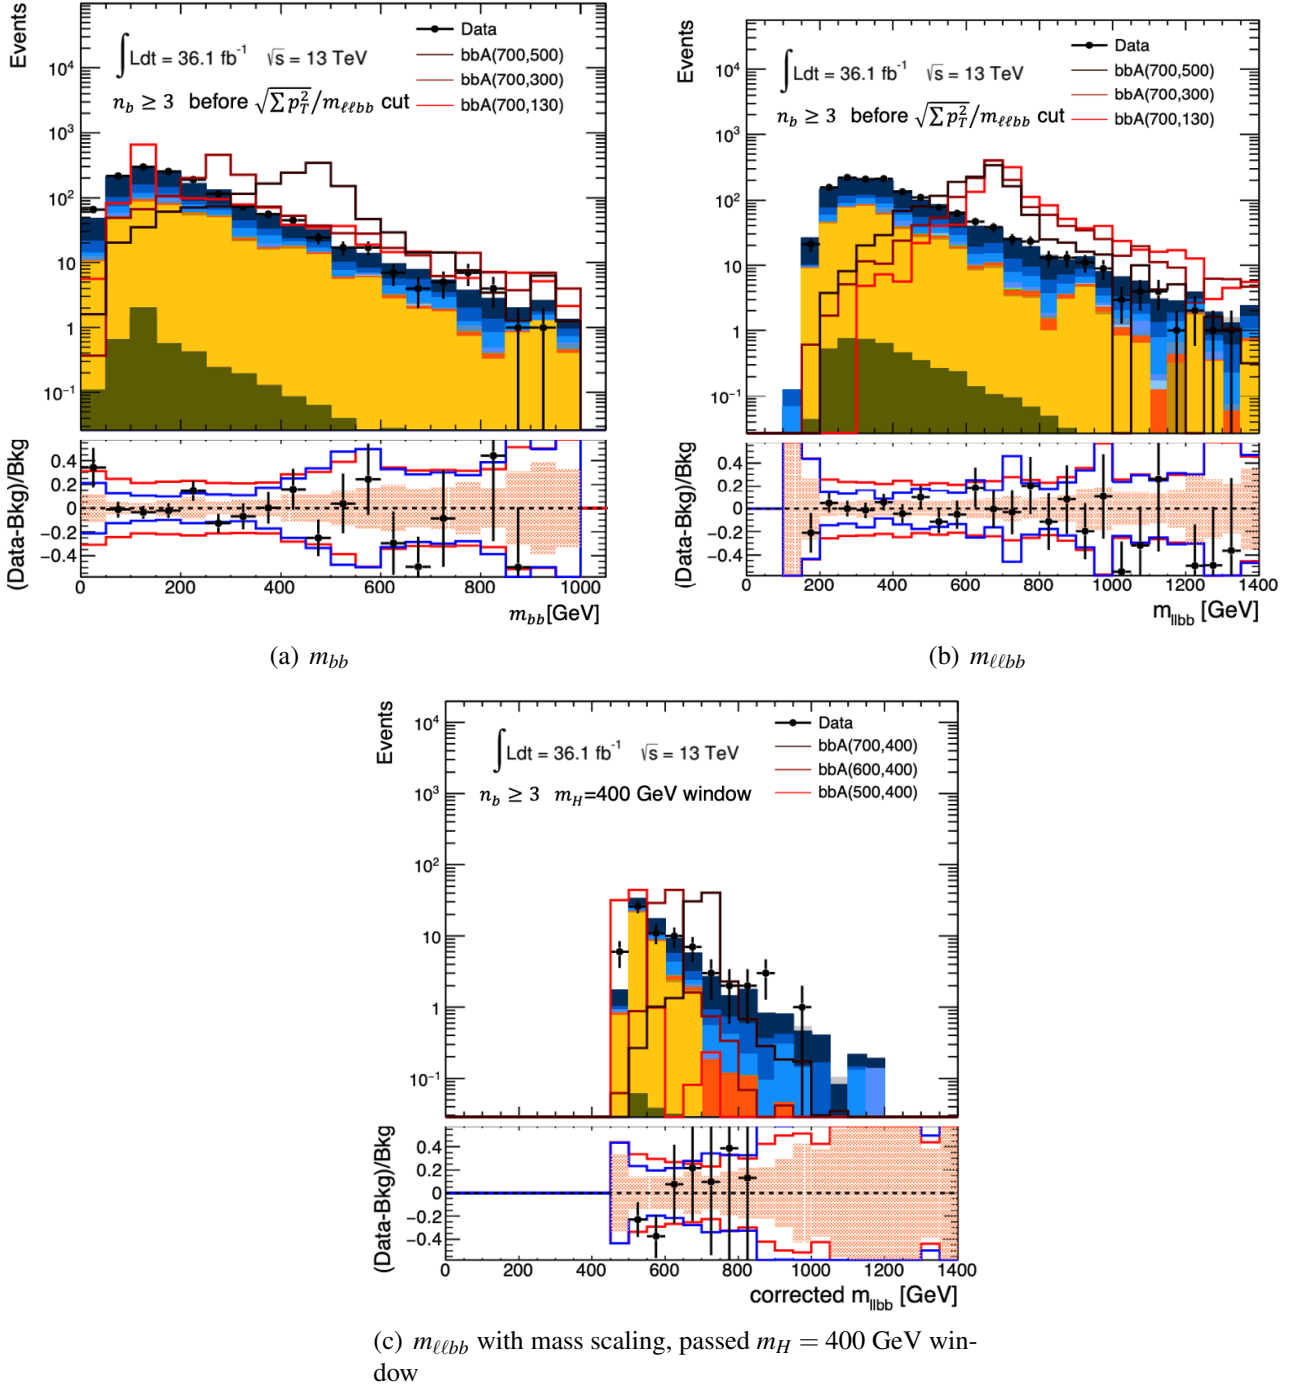 Events
∫Ldt = 36.1 fb⁻¹ √s = 13 TeV
n_b ≥ 3 before √∑p_T²/m_ℓℓbb cut
Data
bbA(700,500)
bbA(700,300)
bbA(700,130)
10⁴
10³
10²
10
1
10⁻¹
(Data-Bkg)/Bkg
0.4
0.2
0
−0.2
−0.4
0 200 400 600 800 1000
m_bb[GeV]
(a) m_bb
Events
∫Ldt = 36.1 fb⁻¹ √s = 13 TeV
n_b ≥ 3 before √∑p_T²/m_ℓℓbb cut
Data
bbA(700,500)
bbA(700,300)
bbA(700,130)
10⁴
10³
10²
10
1
10⁻¹
(Data-Bkg)/Bkg
0.4
0.2
0
−0.2
−0.4
0 200 400 600 800 1000 1200 1400
m_llbb [GeV]
(b) m_ℓℓbb
Events
∫Ldt = 36.1 fb⁻¹ √s = 13 TeV
n_b ≥ 3 m_H=400 GeV window
Data
bbA(700,400)
bbA(600,400)
bbA(500,400)
10⁴
10³
10²
10
1
10⁻¹
(Data-Bkg)/Bkg
0.4
0.2
0
−0.2
−0.4
0 200 400 600 800 1000 1200 1400
corrected m_llbb [GeV]
(c) m_ℓℓbb with mass scaling, passed m_H = 400 GeV win-
dow